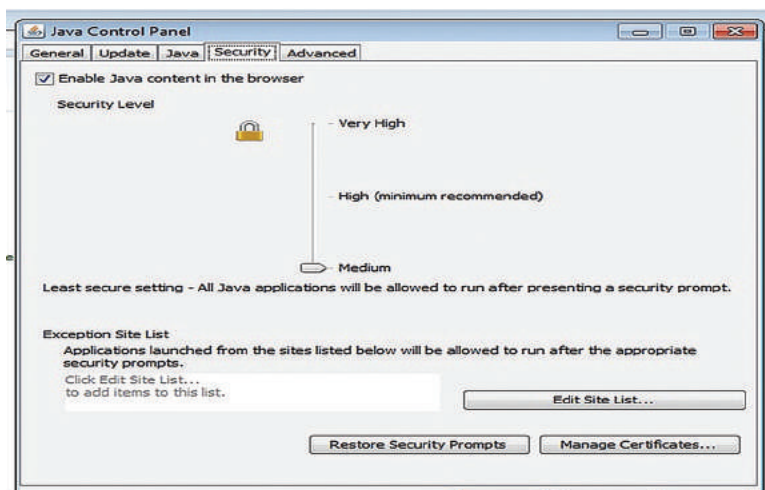 Java Control Panel
General Update Java Security Advanced
Enable Java content in the browser
Security Level
- Very High
- High (minimum recommended)
- Medium
Least secure setting - All Java applications will be allowed to run after presenting a security prompt.
Exception Site List
Applications launched from the sites listed below will be allowed to run after the appropriate
security prompts.
Click Edit Site List...
to add items to this list.
Edit Site List...
Restore Security Prompts Manage Certificates...